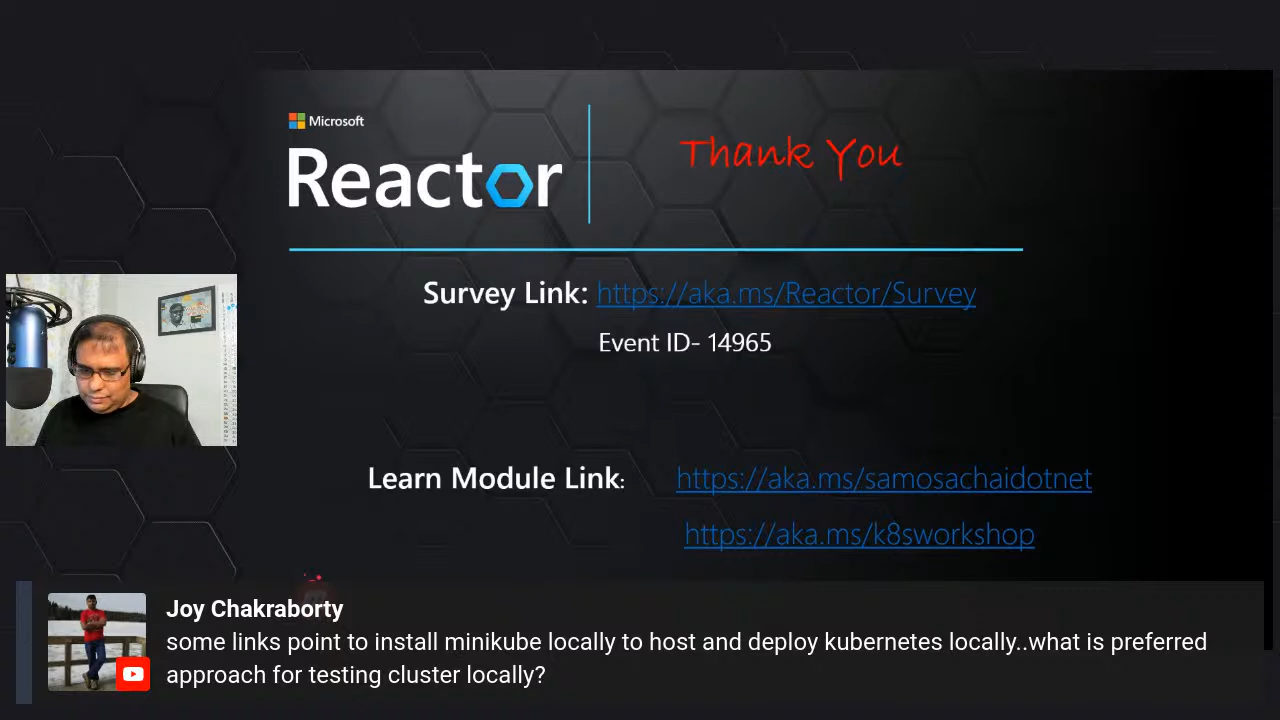 Microsoft
Reactor
Thank You
Survey Link: https://aka.ms/Reactor/Survey
Event ID- 14965
Learn Module Link: https://aka.ms/samosachaidotnet
https://aka.ms/k8sworkshop
Joy Chakraborty
some links point to install minikube locally to host and deploy kubernetes locally..what is preferred
approach for testing cluster locally?